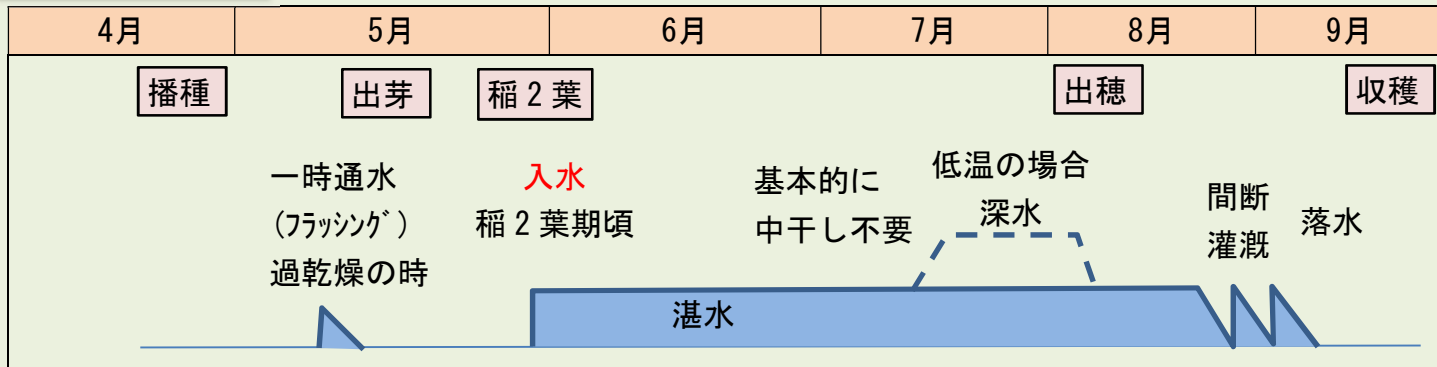 4月 5月 6月 7月 8月 9月
播種 出芽 稲2葉 出穂 収穫
一時通水
(ﾌﾗｯｼﾝｸﾞ)
過乾燥の時
入水
稲2葉期頃
基本的に
中干し不要
低温の場合
深水
間断
灌漑
落水
湛水